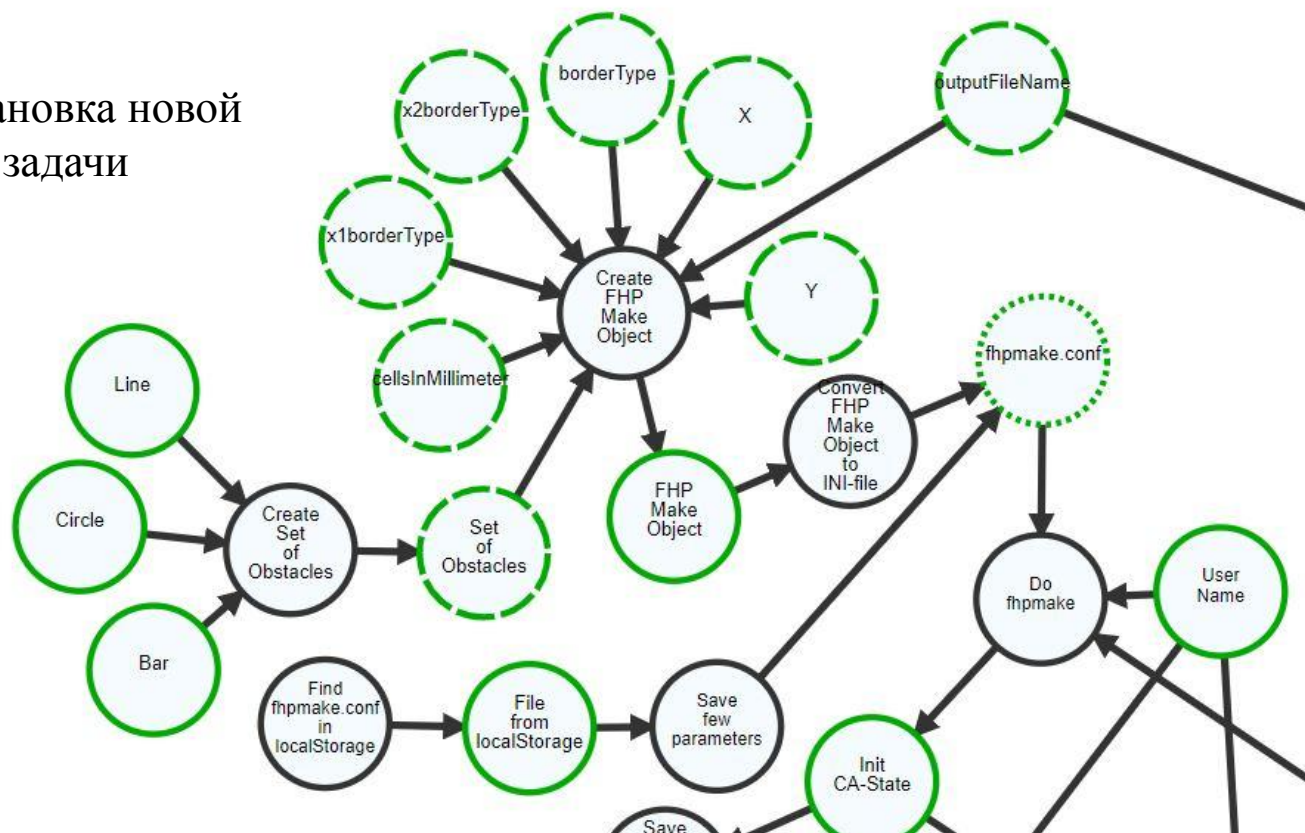 ановка новой
задачи
borderType
x2borderType
X
outputFileName
x1borderType
Create
FHP
Make
Object
Y
cellsInMillimeter
fhpmake.conf
Line
Convert
FHP
Make
Object
to
INI-file
FHP
Make
Object
Circle
Create
Set
of
Obstacles
Set
of
Obstacles
Do
fhpmake
User
Name
Bar
Find
fhpmake.conf
in
localStorage
File
from
localStorage
Save
few
parameters
Init
CA-State
Save